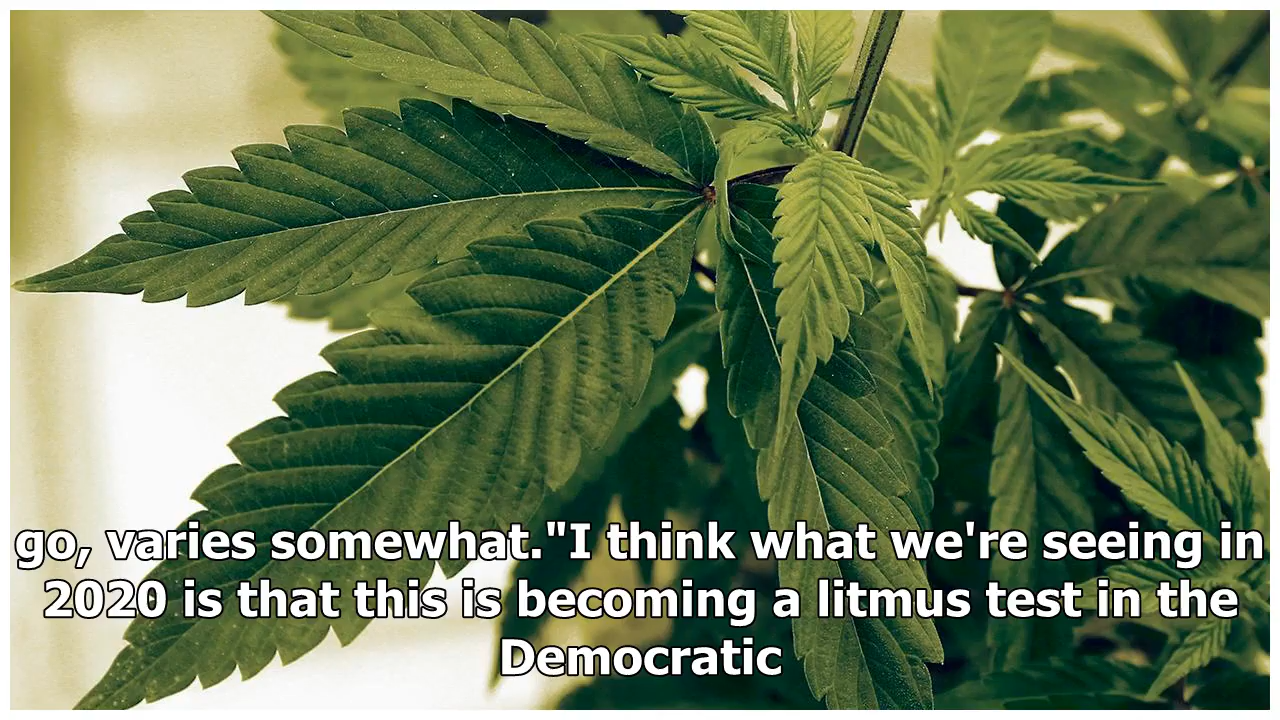 go, varies somewhat."I think what we're seeing in
2020 is that this is becoming a litmus test in the
Democratic